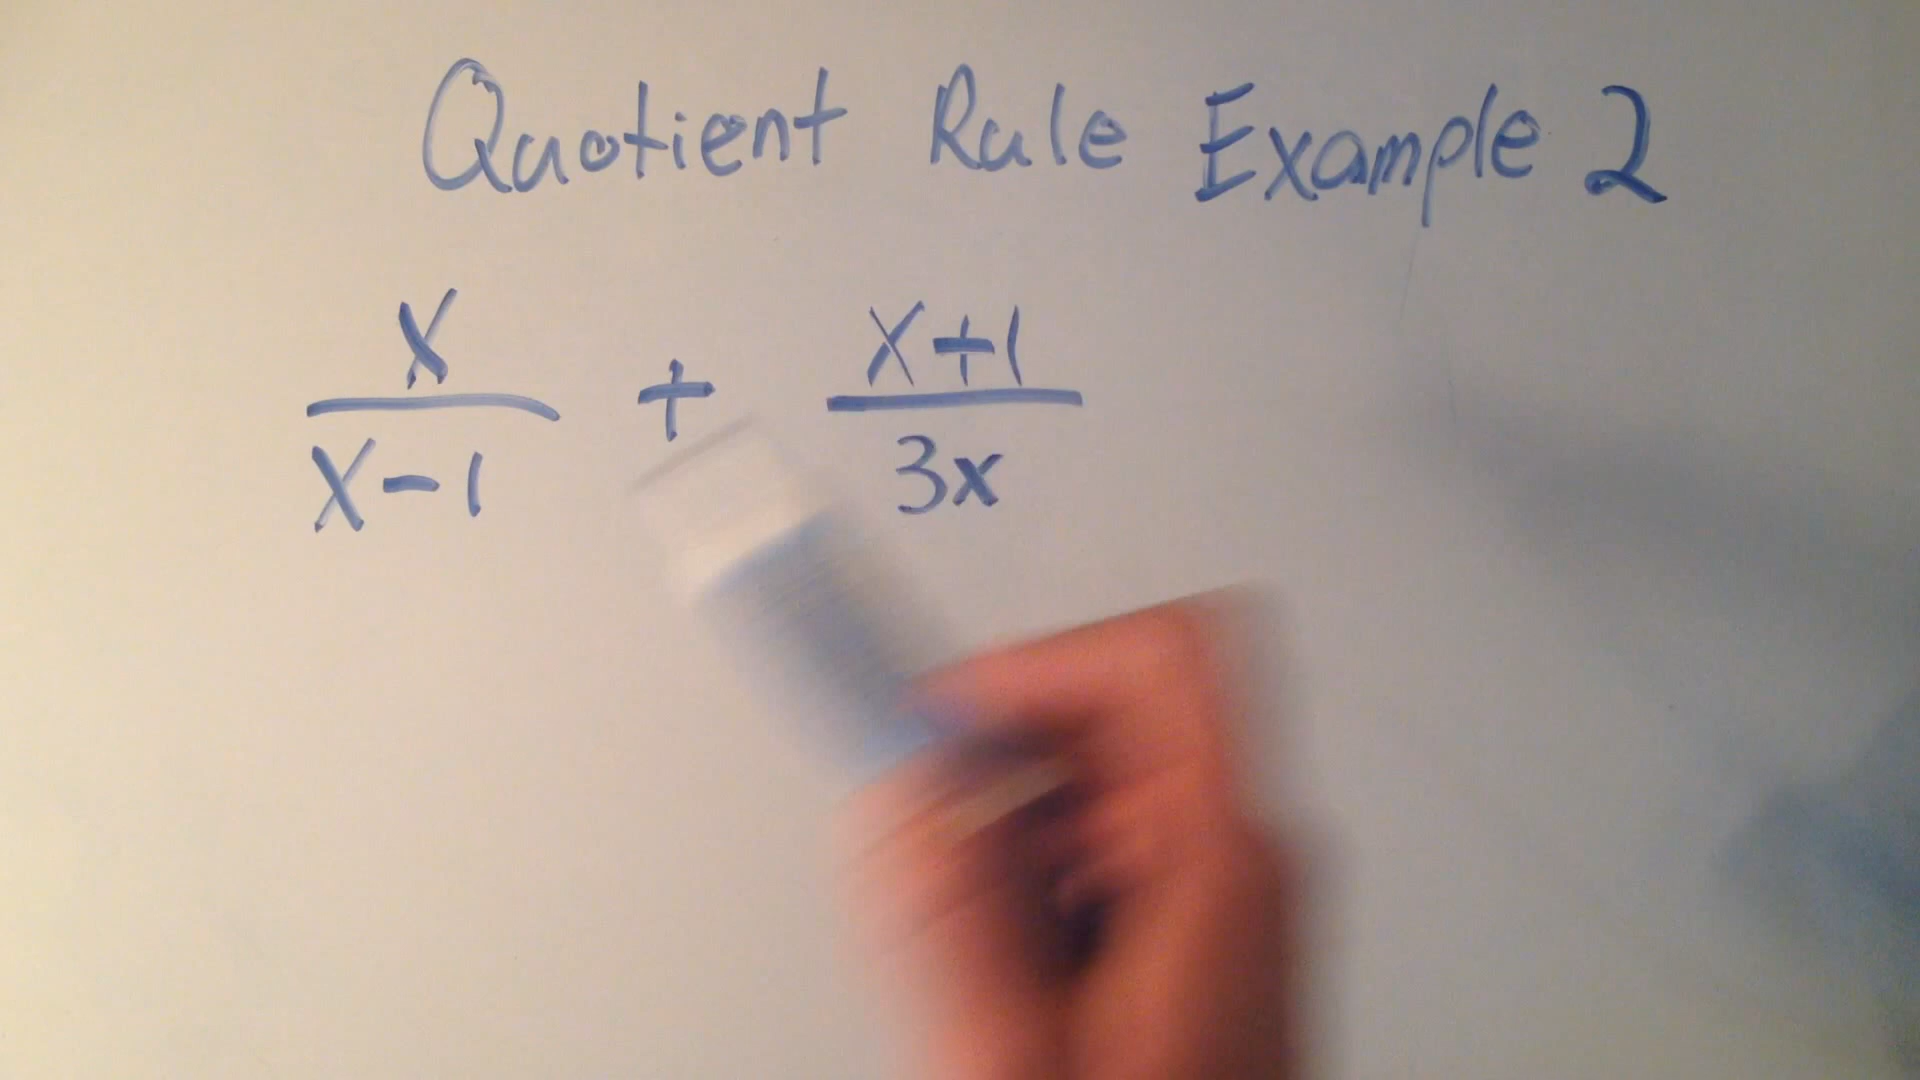 Quotient Rule Example 2
x/(x-1) + (x+1)/(3x)